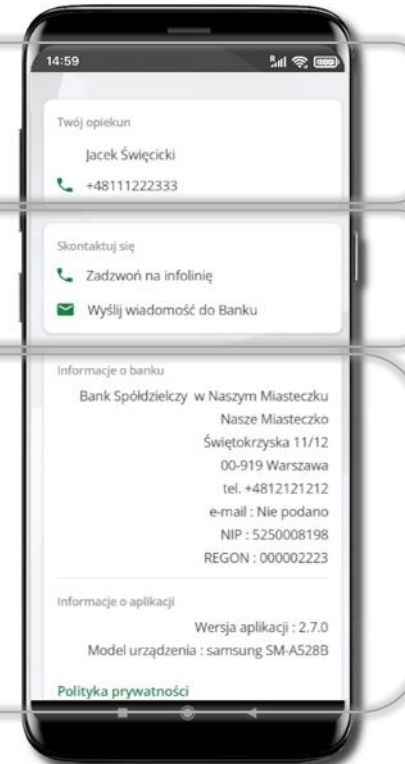 14:59
Twój opiekun
Jacek Święcicki
+48111222333
Skontaktuj się
Zadzwoń na infolinię
Wyślij wiadomość do Banku
Informacje o banku
Bank Spółdzielczy w Naszym Miasteczku
Nasze Miasteczko
Świętokrzyska 11/12
00-919 Warszawa
tel. +4812121212
e-mail : Nie podano
NIP : 5250008198
REGON : 000002223
Informacje o aplikacji
Wersja aplikacji : 2.7.0
Model urządzenia : samsung SM-A528B
Polityka prywatności